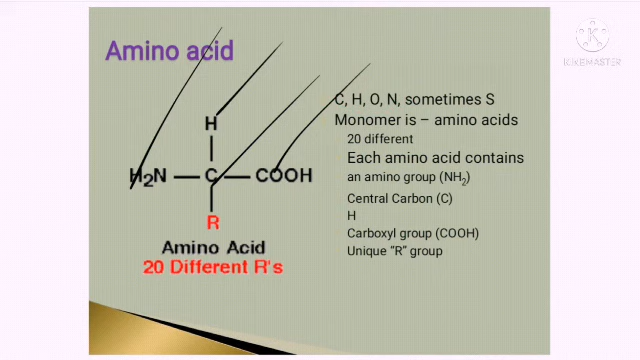 Amino acid
K
KINEMASTER
H
H₂N — C — COOH
R
Amino Acid
20 Different R's
C, H, O, N, sometimes S
Monomer is – amino acids
20 different
Each amino acid contains
an amino group (NH₂)
Central Carbon (C)
H
Carboxyl group (COOH)
Unique “R” group